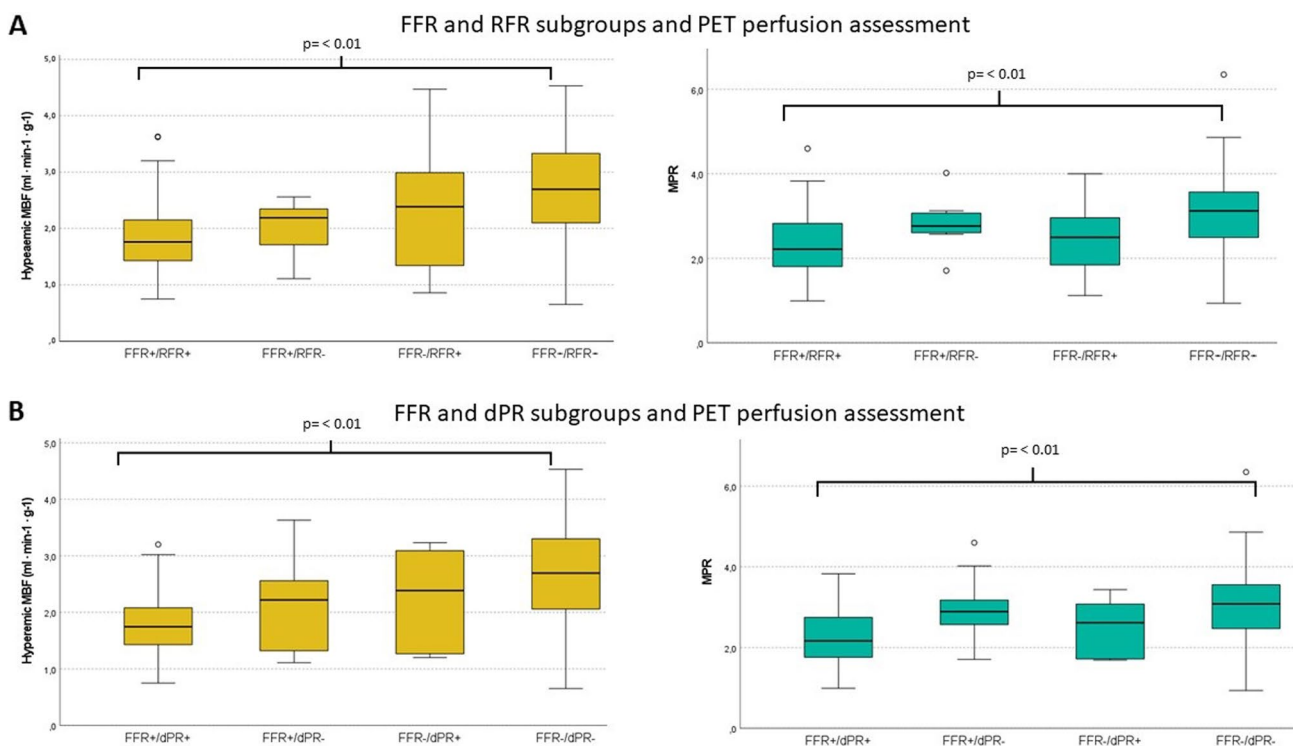 A
FFR and RFR subgroups and PET perfusion assessment
p= < 0.01
5,0
4,0
3,0
2,0
1,0
,0
Hypeaemic MBF (ml · min-1 · g-1)
FFR+/RFR+
FFR+/RFR-
FFR-/RFR+
FFR-/RFR-
p= < 0.01
6,0
4,0
2,0
,0
MPR
FFR+/RFR+
FFR+/RFR-
FFR-/RFR+
FFR-/RFR-
B
FFR and dPR subgroups and PET perfusion assessment
p= < 0.01
5,0
4,0
3,0
2,0
1,0
,0
Hyperemic MBF (ml · min-1 · g-1)
FFR+/dPR+
FFR+/dPR-
FFR-/dPR+
FFR-/dPR-
p= < 0.01
6,0
4,0
2,0
,0
MPR
FFR+/dPR+
FFR+/dPR-
FFR-/dPR+
FFR-/dPR-